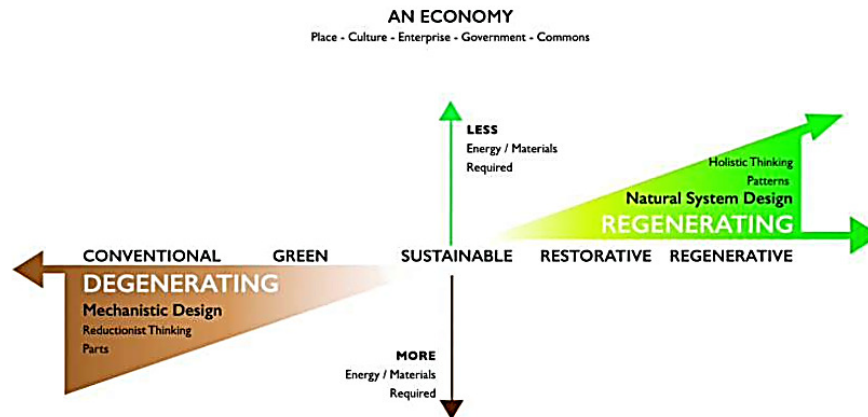 AN ECONOMY
Place - Culture - Enterprise - Government - Commons
LESS
Energy / Materials
Required
Holistic Thinking
Patterns
Natural System Design
REGENERATING
CONVENTIONAL GREEN SUSTAINABLE RESTORATIVE REGENERATIVE
DEGENERATING
Mechanistic Design
Reductionist Thinking
Parts
MORE
Energy / Materials
Required